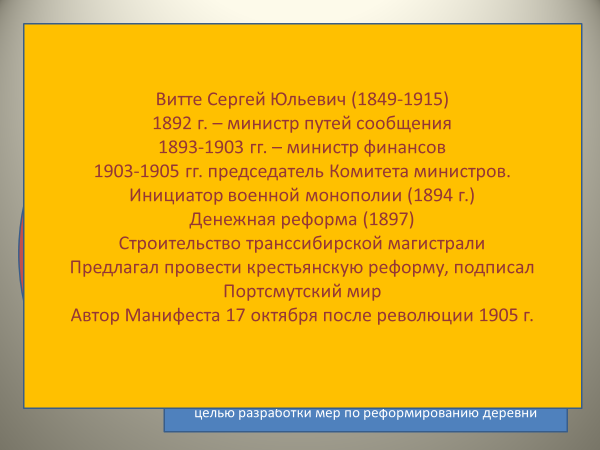 Витте Сергей Юльевич (1849-1915)
1892 г. – министр путей сообщения
1893-1903 гг. – министр финансов
1903-1905 гг. председатель Комитета министров.
Инициатор военной монополии (1894 г.)
Денежная реформа (1897)
Строительство транссибирской магистрали
Предлагал провести крестьянскую реформу, подписал
Портсмутский мир
Автор Манифеста 17 октября после революции 1905 г.
целью разработки мер по реформированию деревни